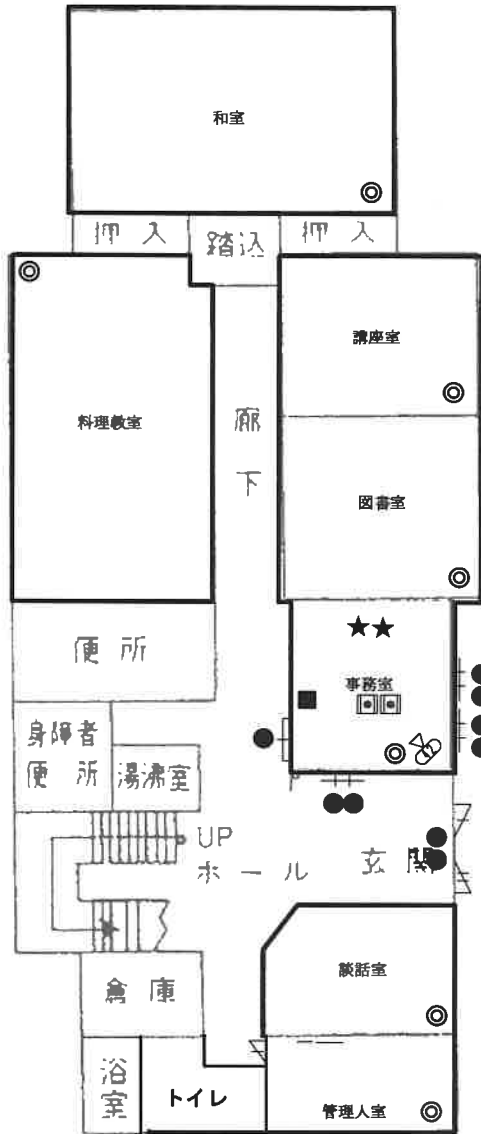 和室
押入
踏込
押入
講座室
料理教室
廊下
図書室
便所
事務室
身障者
便所
湯沸室
UP
ホール
玄関
談話室
倉庫
浴室
トイレ
管理人室